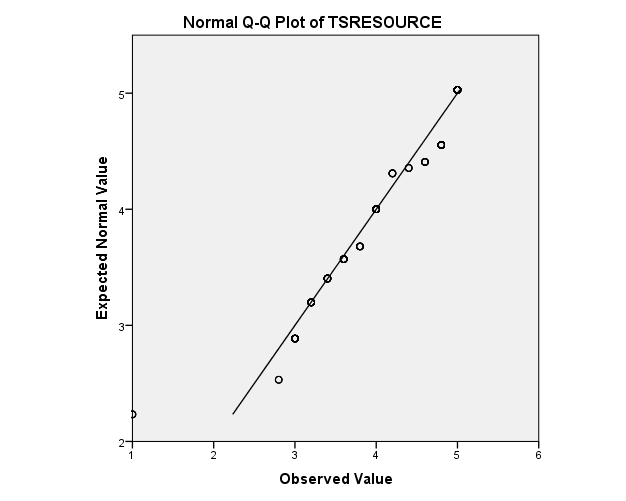 Normal Q-Q Plot of TSRESOURCE
5
4
3
2
Expected Normal Value
1 2 3 4 5 6
Observed Value